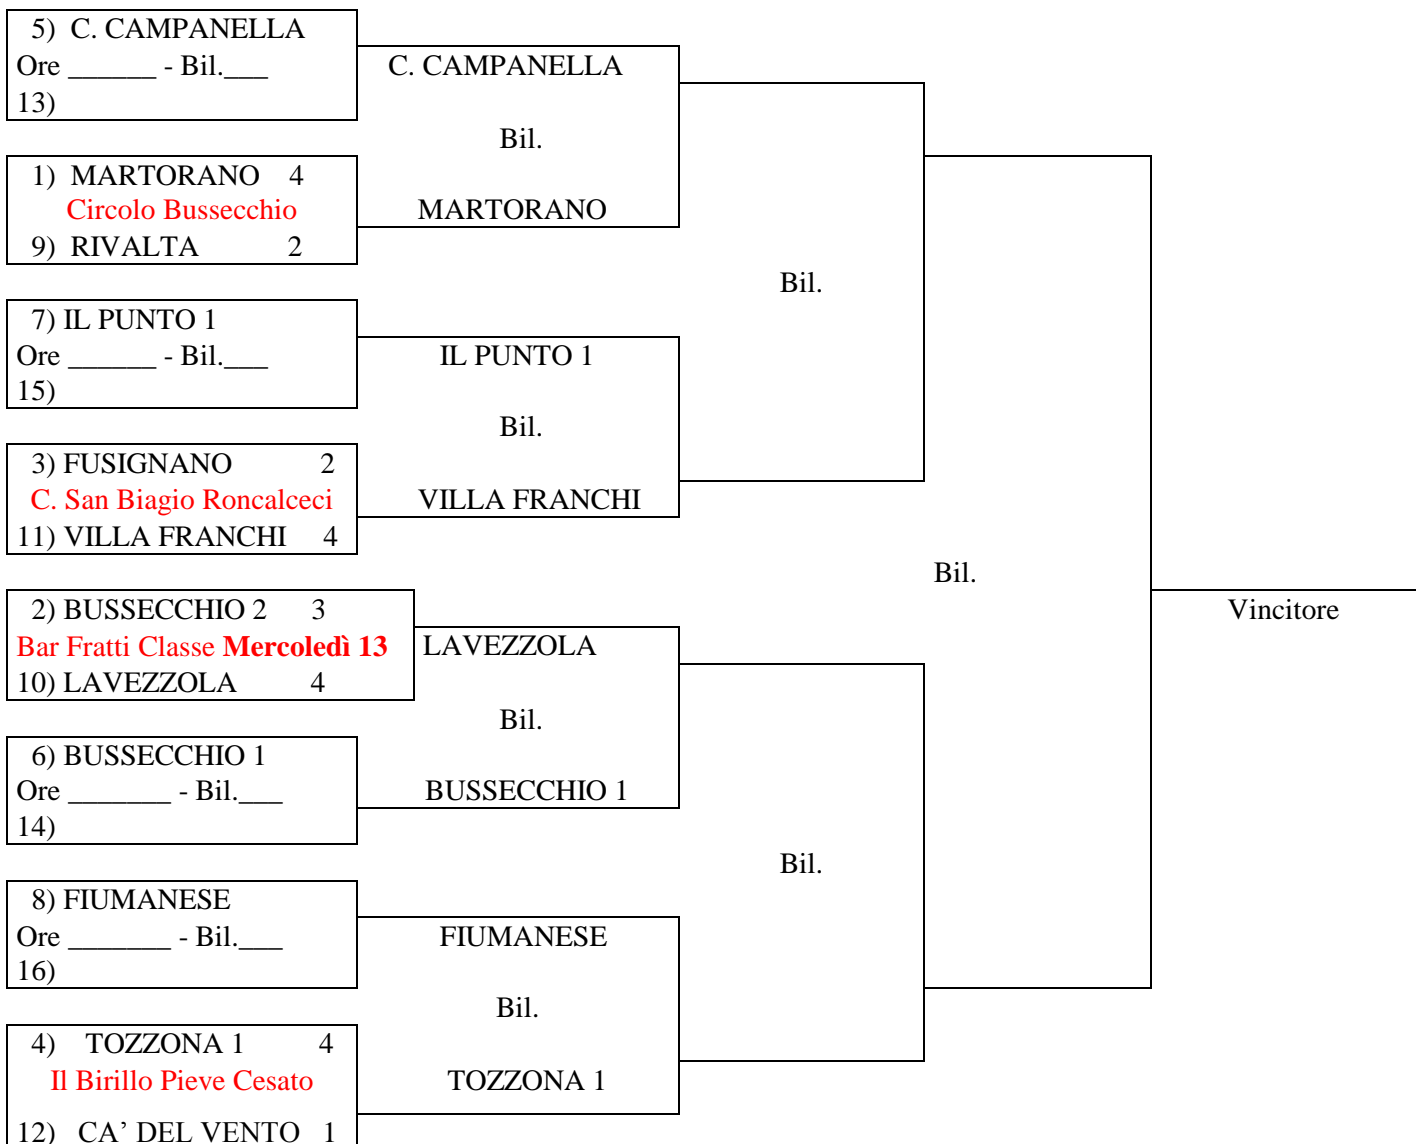 5) C. CAMPANELLA
Ore ______ - Bil.___
13)
C. CAMPANELLA
Bil.
MARTORANO
1) MARTORANO 4
Circolo Bussecchio
9) RIVALTA 2
Bil.
7) IL PUNTO 1
Ore ______ - Bil.___
15)
IL PUNTO 1
Bil.
VILLA FRANCHI
3) FUSIGNANO 2
C. San Biagio Roncalceci
11) VILLA FRANCHI 4
Bil.
Vincitore
2) BUSSECCHIO 2 3
Bar Fratti Classe Mercoledì 13
10) LAVEZZOLA 4
LAVEZZOLA
Bil.
BUSSECCHIO 1
6) BUSSECCHIO 1
Ore _______ - Bil.___
14)
Bil.
8) FIUMANESE
Ore _______ - Bil.___
16)
FIUMANESE
Bil.
TOZZONA 1
4) TOZZONA 1 4
Il Birillo Pieve Cesato
12) CA’ DEL VENTO 1